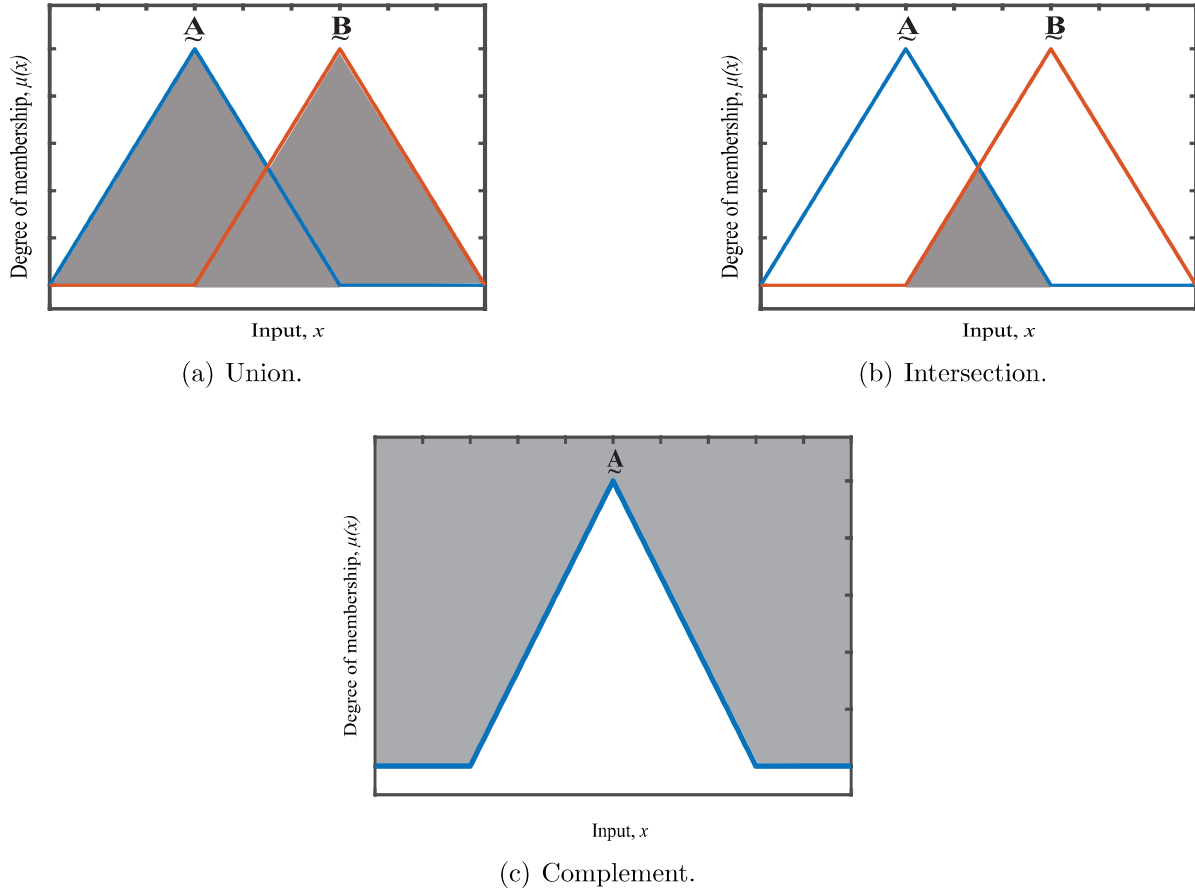 A B
Degree of membership, μ(x)
Input, x
(a) Union.
A B
Degree of membership, μ(x)
Input, x
(b) Intersection.
A
Degree of membership, μ(x)
Input, x
(c) Complement.